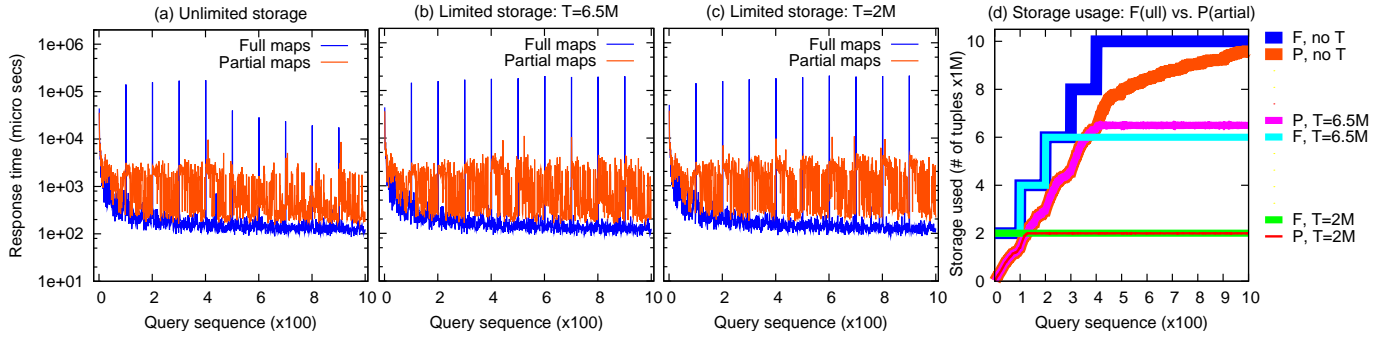 (a) Unlimited storage
Response time (micro secs)
1e+06
1e+05
1e+04
1e+03
1e+02
1e+01
Full maps
Partial maps
0 2 4 6 8 10
Query sequence (x100)
(b) Limited storage: T=6.5M
Full maps
Partial maps
0 2 4 6 8 10
Query sequence (x100)
(c) Limited storage: T=2M
Full maps
Partial maps
0 2 4 6 8 10
Query sequence (x100)
(d) Storage usage: F(ull) vs. P(artial)
Storage used (# of tuples x1M)
10
8
6
4
2
0
0 1 2 3 4 5 6 7 8 9 10
Query sequence (x100)
F, no T
P, no T
P, T=6.5M
F, T=6.5M
F, T=2M
P, T=2M